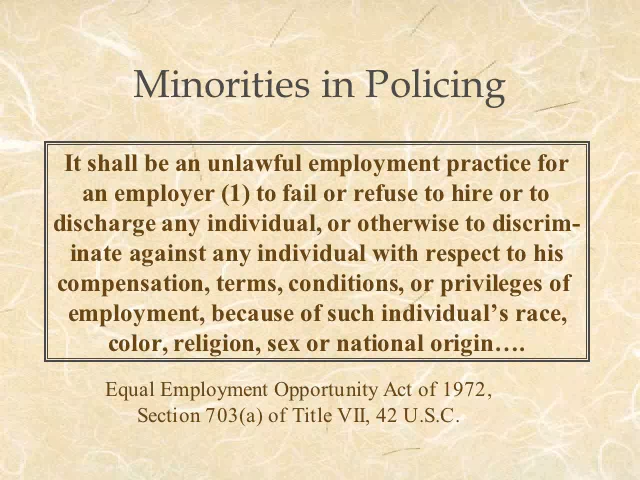 Minorities in Policing
It shall be an unlawful employment practice for
an employer (1) to fail or refuse to hire or to
discharge any individual, or otherwise to discrim-
inate against any individual with respect to his
compensation, terms, conditions, or privileges of
employment, because of such individual’s race,
color, religion, sex or national origin….
Equal Employment Opportunity Act of 1972,
Section 703(a) of Title VII, 42 U.S.C.